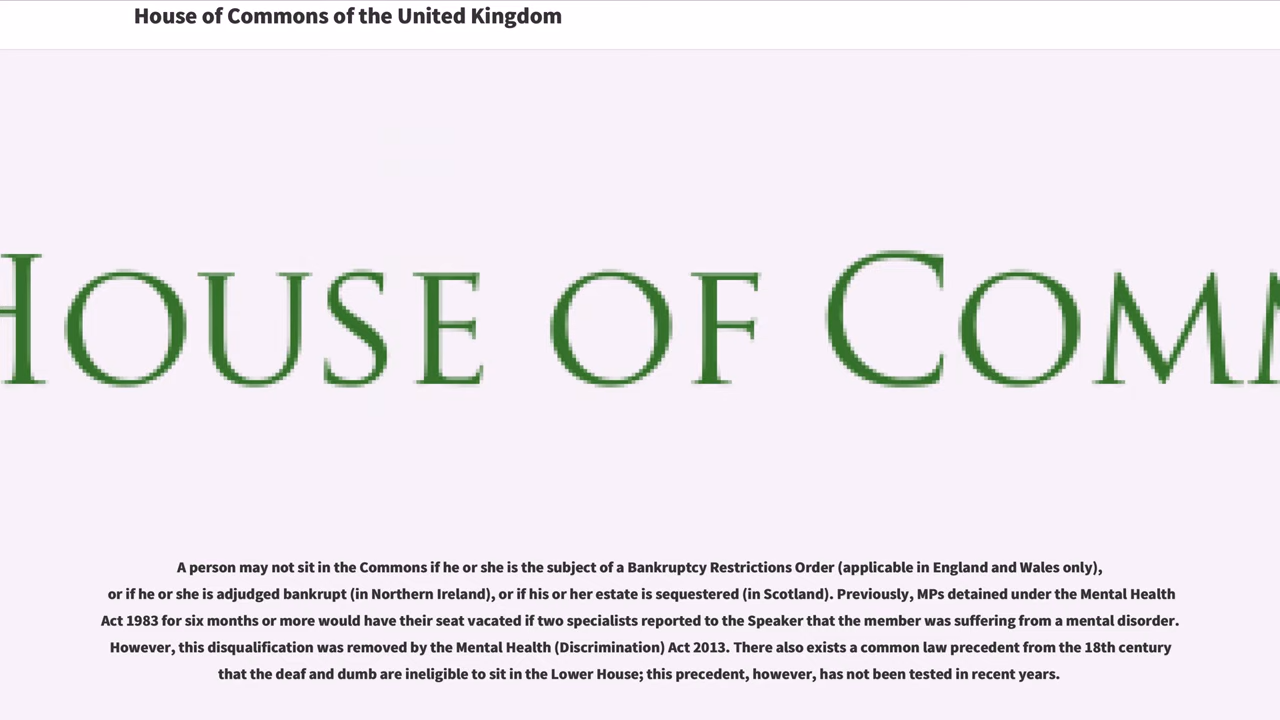 House of Commons of the United Kingdom
HOUSE OF COMM
A person may not sit in the Commons if he or she is the subject of a Bankruptcy Restrictions Order (applicable in England and Wales only),
or if he or she is adjudged bankrupt (in Northern Ireland), or if his or her estate is sequestered (in Scotland). Previously, MPs detained under the Mental Health
Act 1983 for six months or more would have their seat vacated if two specialists reported to the Speaker that the member was suffering from a mental disorder.
However, this disqualification was removed by the Mental Health (Discrimination) Act 2013. There also exists a common law precedent from the 18th century
that the deaf and dumb are ineligible to sit in the Lower House; this precedent, however, has not been tested in recent years.